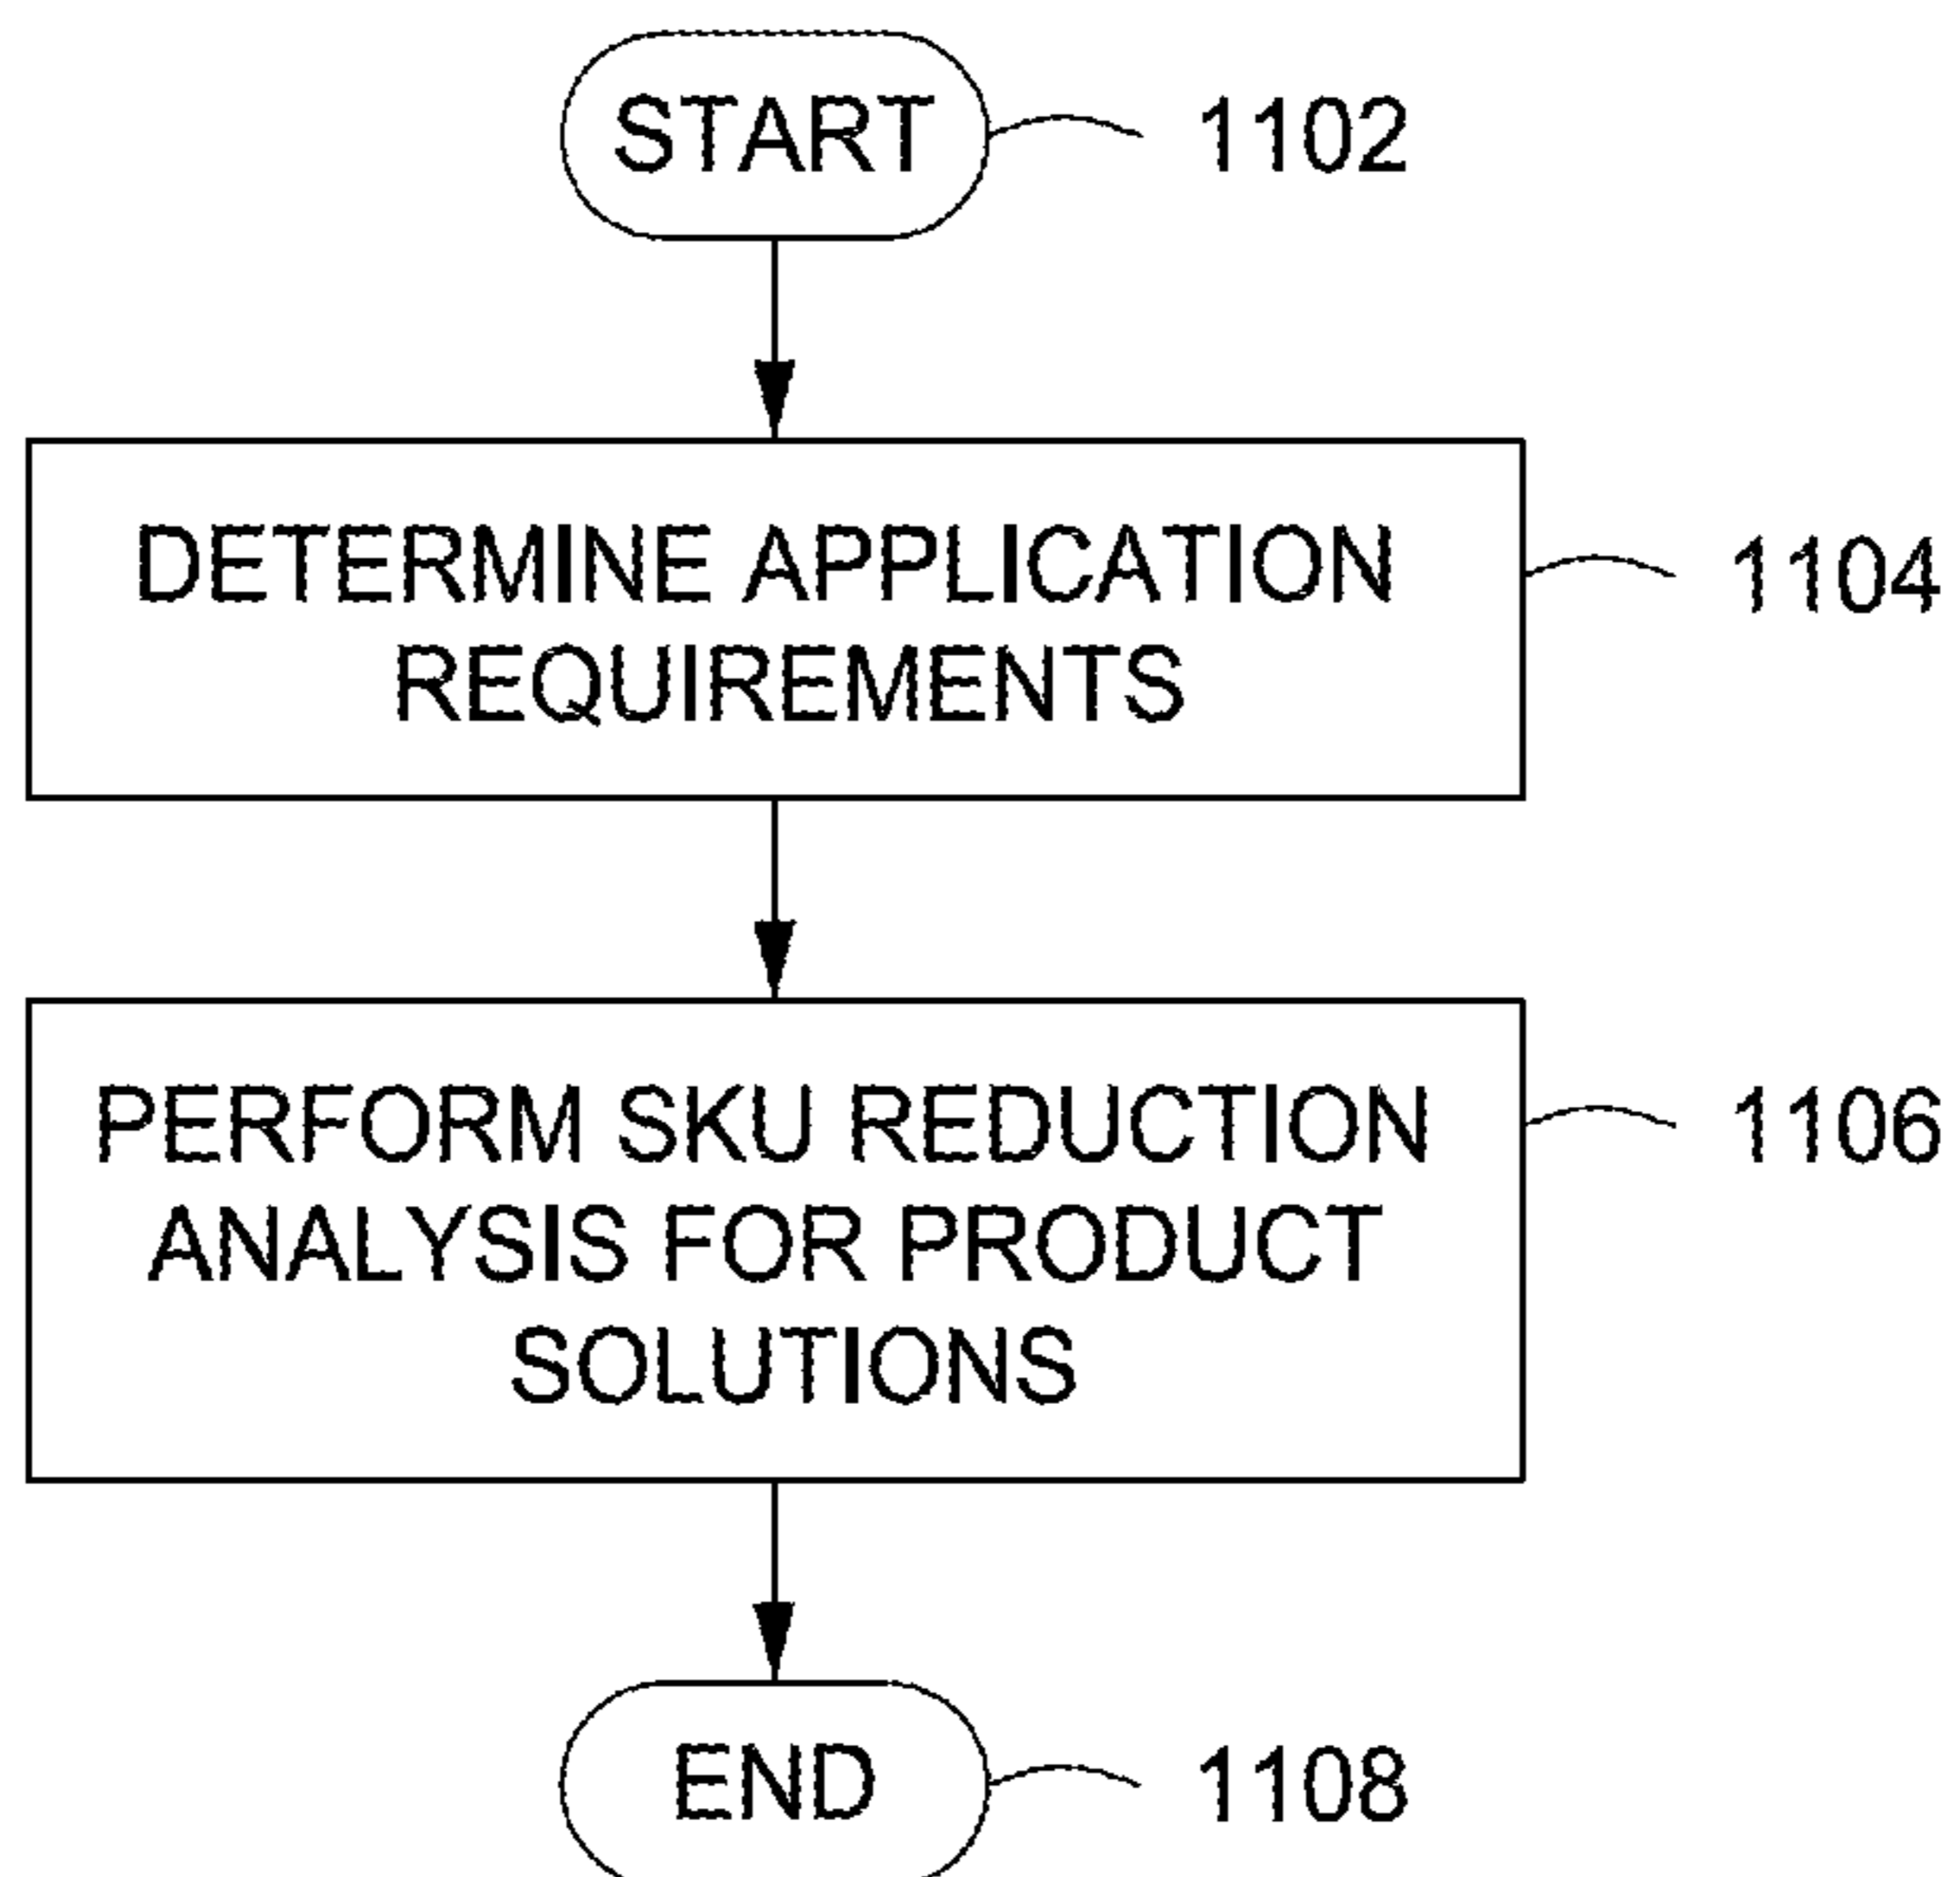 START
1102
DETERMINE APPLICATION
REQUIREMENTS
1104
PERFORM SKU REDUCTION
ANALYSIS FOR PRODUCT
SOLUTIONS
1106
END
1108